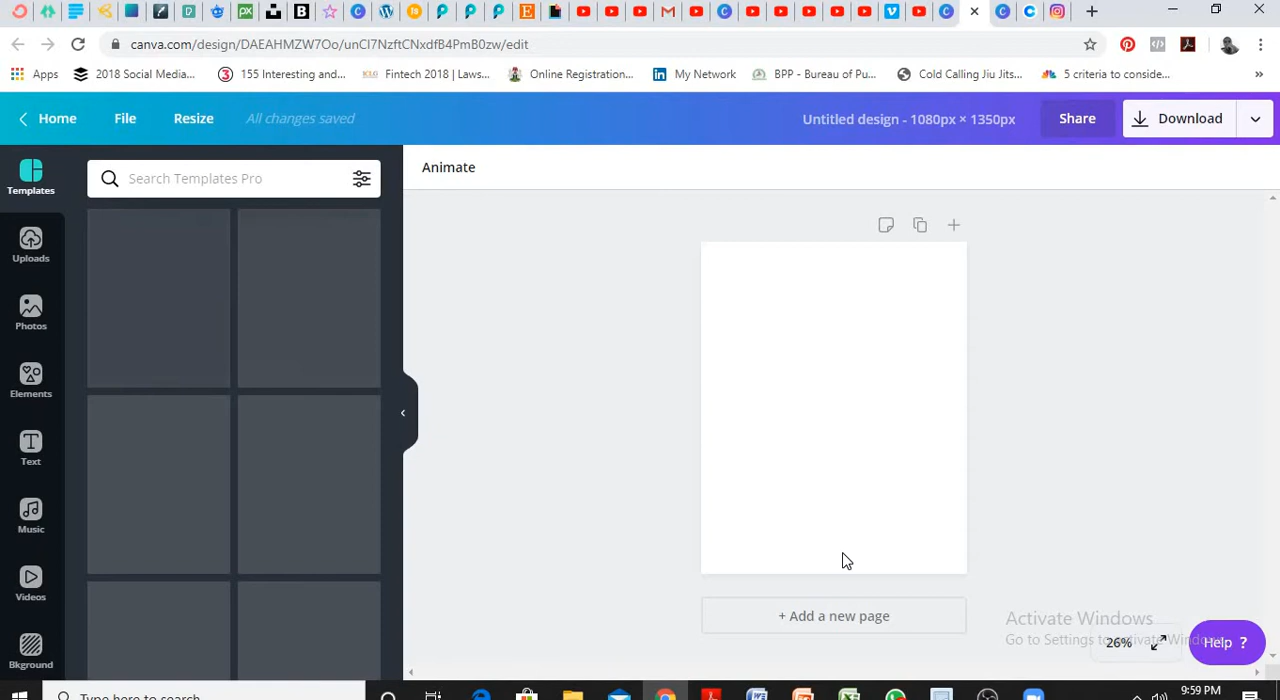 canva.com/design/DAEAHMZW7Oo/unCI7NzftCNxdfB4PmB0zw/edit
Apps 2018 Social Media... 155 Interesting and... Fintech 2018 | Laws... Online Registration... My Network BPP - Bureau of Pu... Cold Calling Jiu Jits... 5 criteria to conside... »
Home File Resize All changes saved Untitled design - 1080px × 1350px Share Download
Templates
Search Templates Pro
Animate
Uploads
Photos
Elements
Text
Music
Videos
Bkground
+ Add a new page
Activate Windows
Go to Settings to activate Windows.
26%
Help ?
Type here to search
9:59 PM